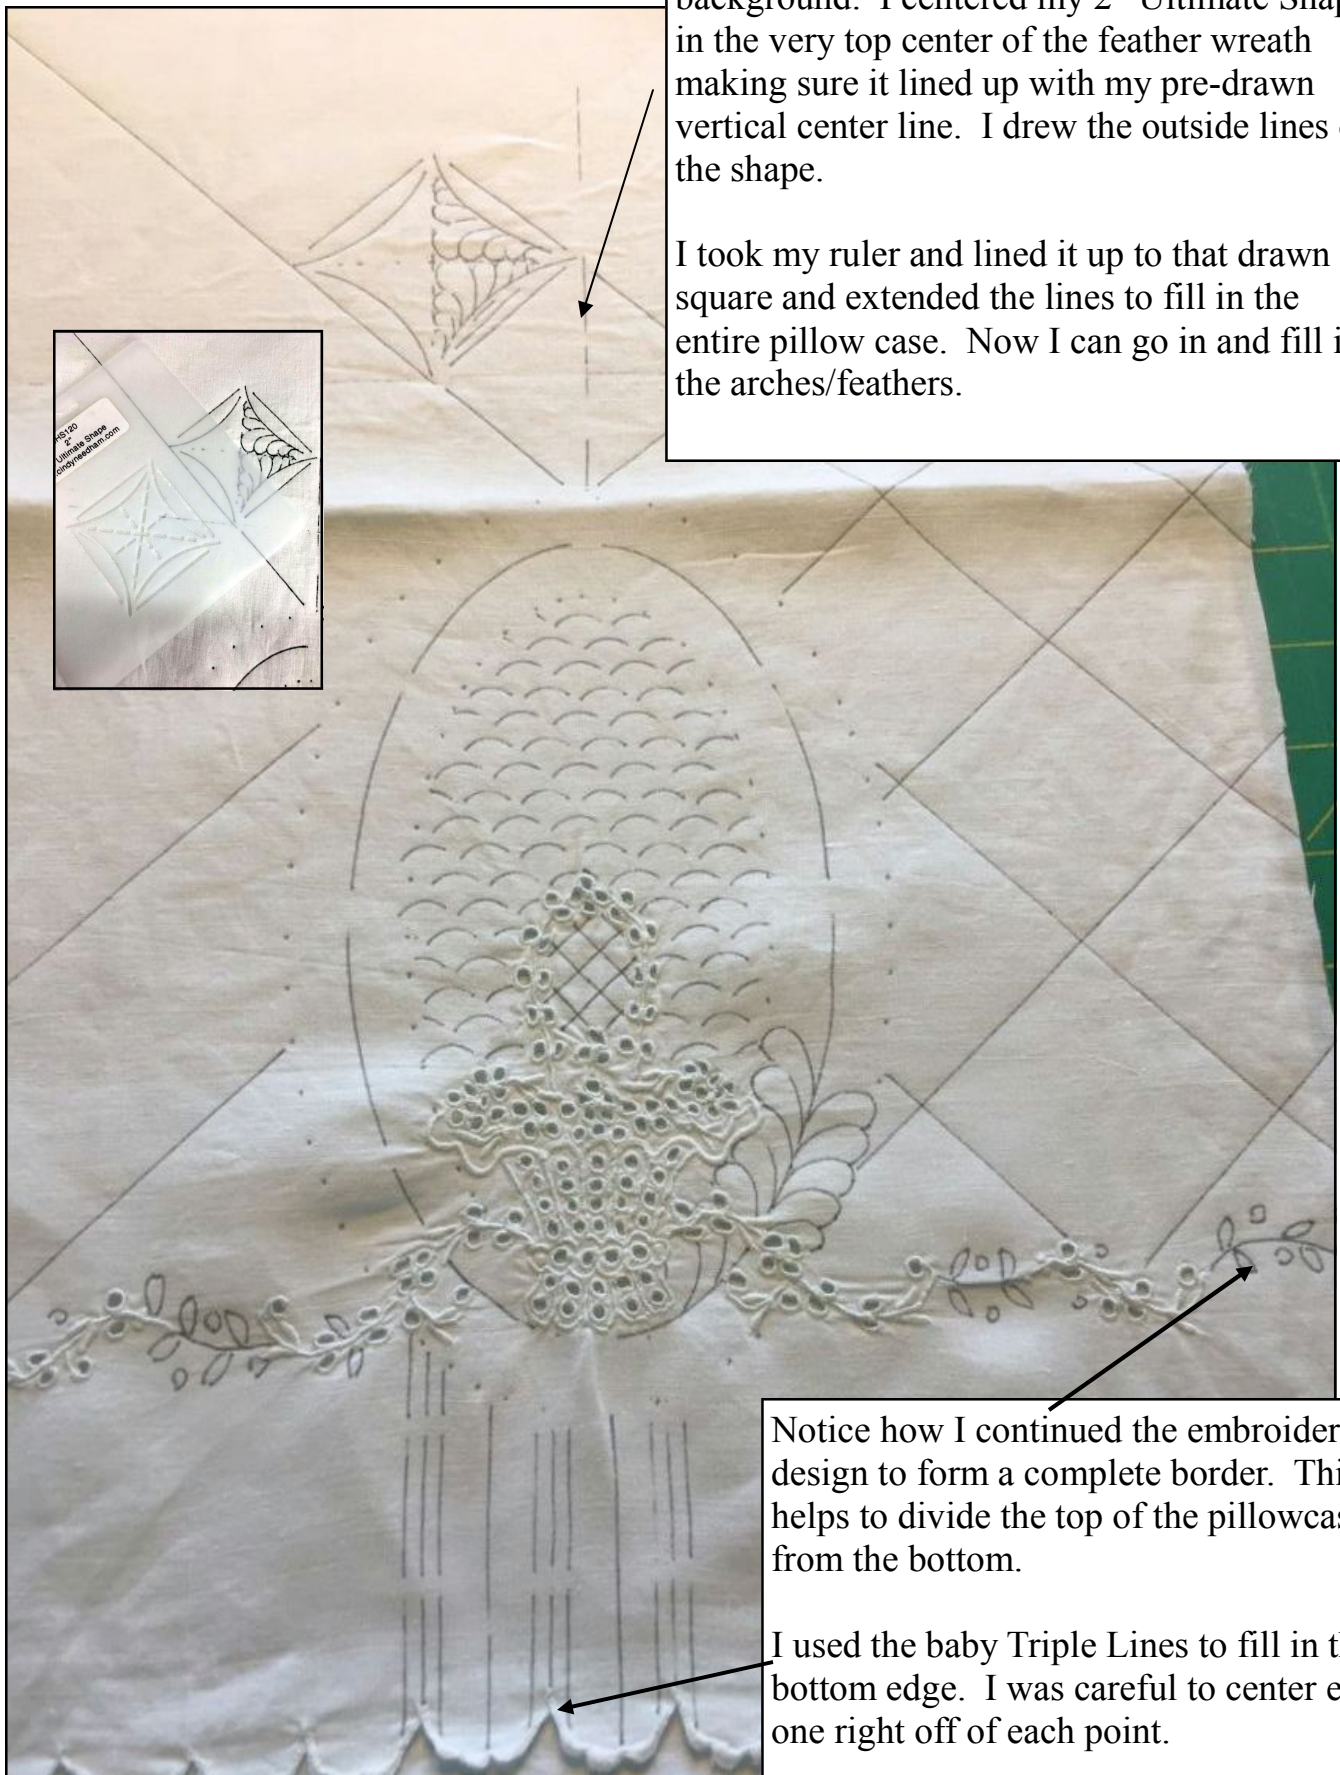 background. I centered my 2" Ultimate
in the very top center of the feather wreath
making sure it lined up with my pre-drawn
vertical center line. I drew the outside lines
the shape.
I took my ruler and lined it up to that drawn
square and extended the lines to fill in the
entire pillow case. Now I can go in and fill
the arches/feathers.
HS120
2"
Ultimate Shape
cindyneedham.com
Notice how I continued the
design to form a complete border.
helps to divide the top of the
from the bottom.
I used the baby Triple Lines to fill in
bottom edge. I was careful to center
one right off of each point.